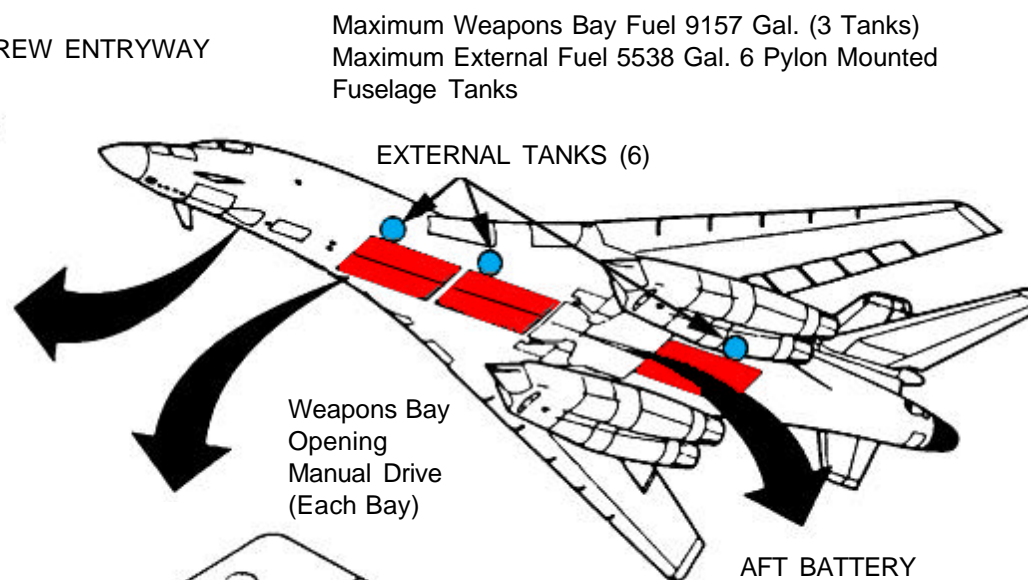 REW ENTRYWAY
Maximum Weapons Bay Fuel 9157 Gal. (3 Tanks)
Maximum External Fuel 5538 Gal. 6 Pylon Mounted
Fuselage Tanks
EXTERNAL TANKS (6)
Weapons Bay
Opening
Manual Drive
(Each Bay)
AFT BATTERY